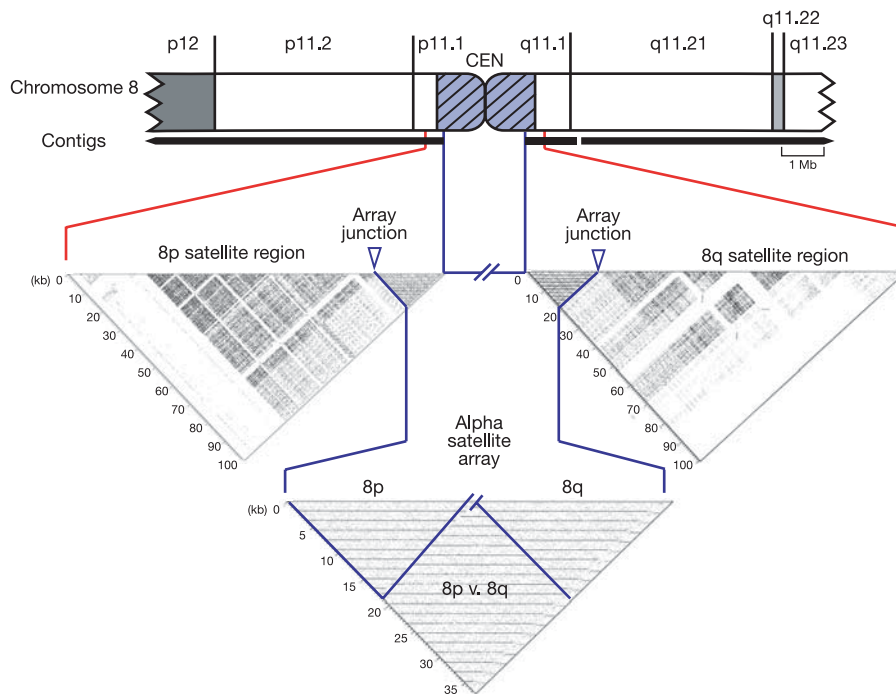 q11.22
p12 p11.2 p11.1 q11.1 q11.21 q11.23
CEN
Chromosome 8
Contigs
1 Mb
Array
junction
Array
junction
8p satellite region
8q satellite region
(kb) 0
10
20
30
40
50
60
70
80
90
100
0
10
20
30
40
50
60
70
80
90
100
Alpha
satellite
array
8p 8q
(kb) 0
5
10
15
20
25
30
35
8p v. 8q